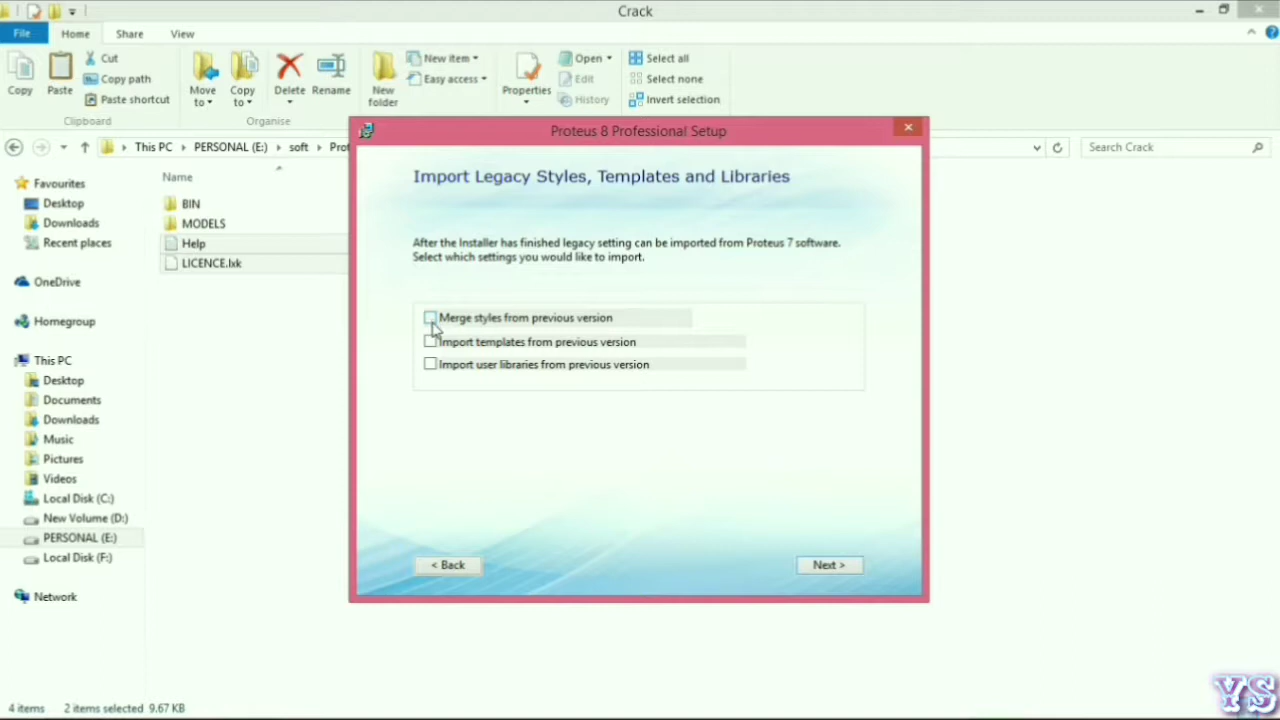 Crack
File Home Share View
Copy
Paste
Cut
Copy path
Paste shortcut
Clipboard
Move to
Copy to
Delete
Rename
Organise
New folder
New item
Easy access
Properties
Open
Edit
History
Select all
Select none
Invert selection
This PC PERSONAL (E:) soft Prot
Search Crack
Favourites
Desktop
Downloads
Recent places
OneDrive
Homegroup
This PC
Desktop
Documents
Downloads
Music
Pictures
Videos
Local Disk (C:)
New Volume (D:)
PERSONAL (E:)
Local Disk (F:)
Network
Name
BIN
MODELS
Help
LICENCE.lxk
Proteus 8 Professional Setup
Import Legacy Styles, Templates and Libraries
After the Installer has finished legacy setting can be imported from Proteus 7 software.
Select which settings you would like to import.
Merge styles from previous version
Import templates from previous version
Import user libraries from previous version
< Back
Next >
4 items 2 items selected 9.67 KB
YS